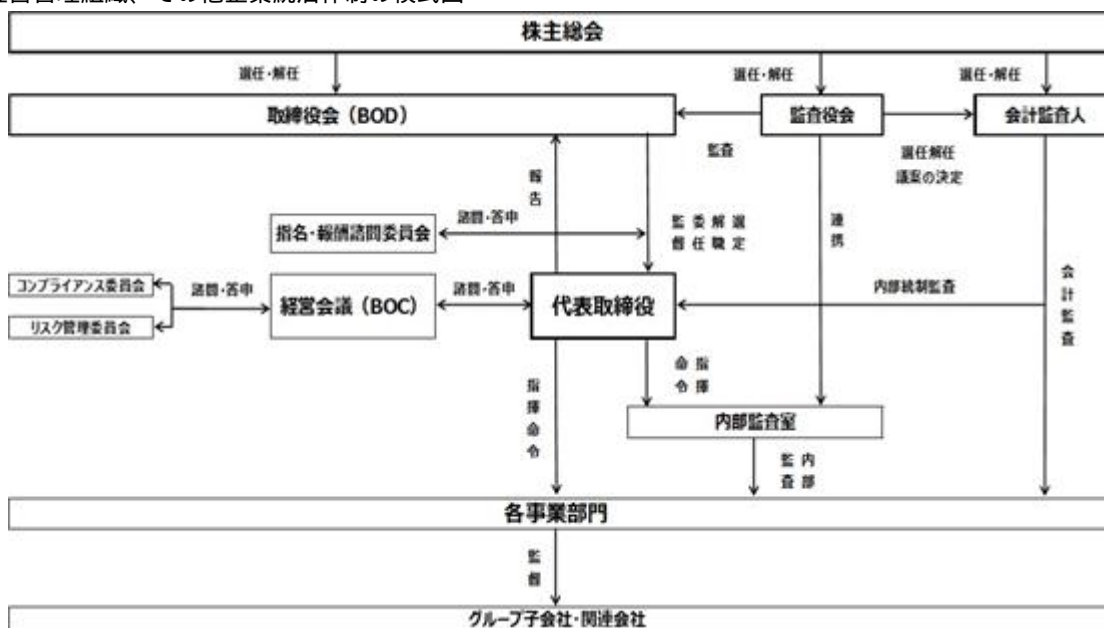 株主総会
選任・解任
選任・解任
選任・解任
取締役会（BOD）
監査役会
会計監査人
監査
選任解任
議案の決定
報告
諮問・答申
指名・報酬諮問委員会
選定
解職
委任
監督
連携
会計監査
コンプライアンス委員会
諮問・答申
経営会議（BOC）
諮問・答申
代表取締役
内部統制監査
リスク管理委員会
指揮
命令
指揮命令
内部監査室
内部
監査
各事業部門
監督
グループ子会社・関連会社